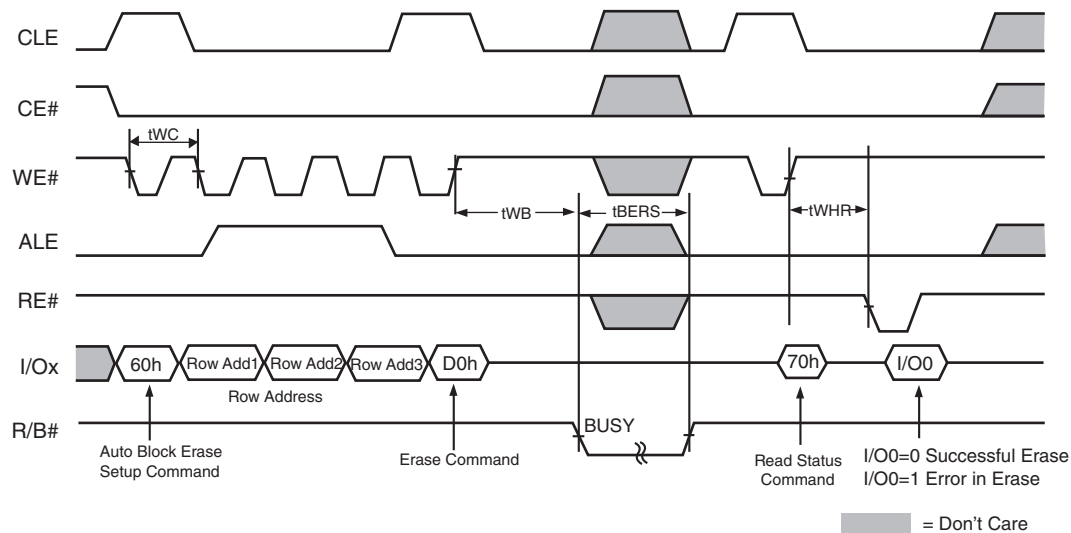 CLE
CE#
tWC
WE#
tWB
tBERS
tWHR
ALE
RE#
I/Ox
60h
Row Add1
Row Add2
Row Add3
D0h
70h
I/O0
Row Address
R/B#
BUSY
Auto Block Erase
Setup Command
Erase Command
Read Status
Command
I/O0=0 Successful Erase
I/O0=1 Error in Erase
= Don't Care